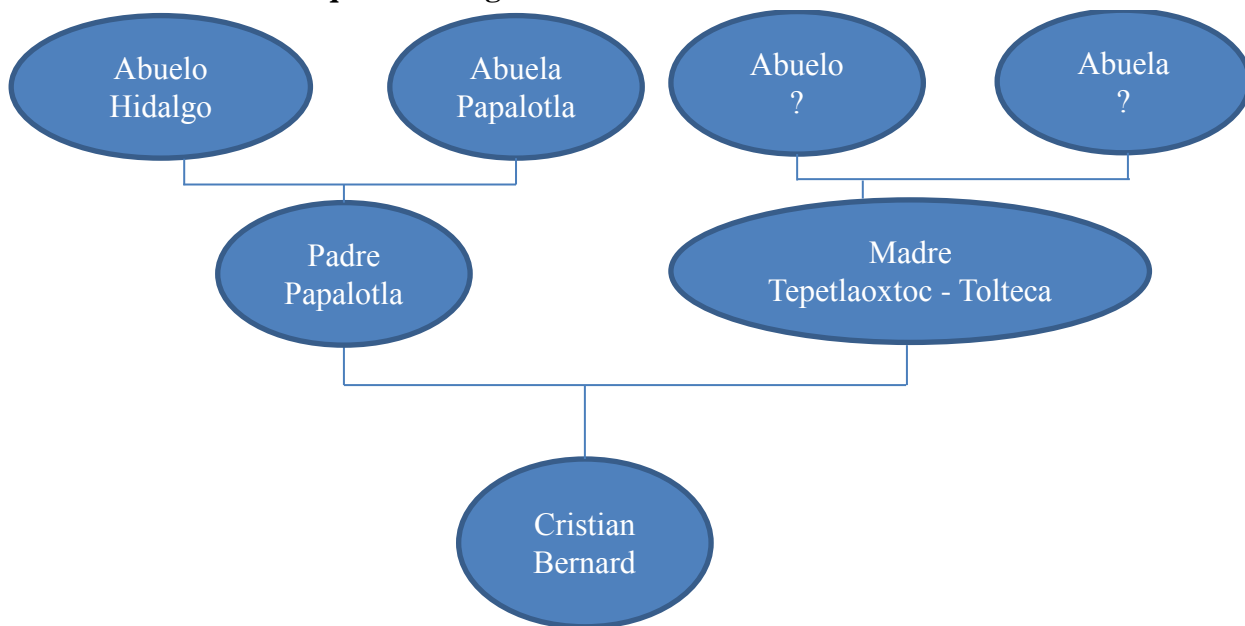 Abuelo
Hidalgo
Abuela
Papalotla
Abuelo
?
Abuela
?
Padre
Papalotla
Madre
Tepetlaoxtoc - Tolteca
Cristian
Bernard